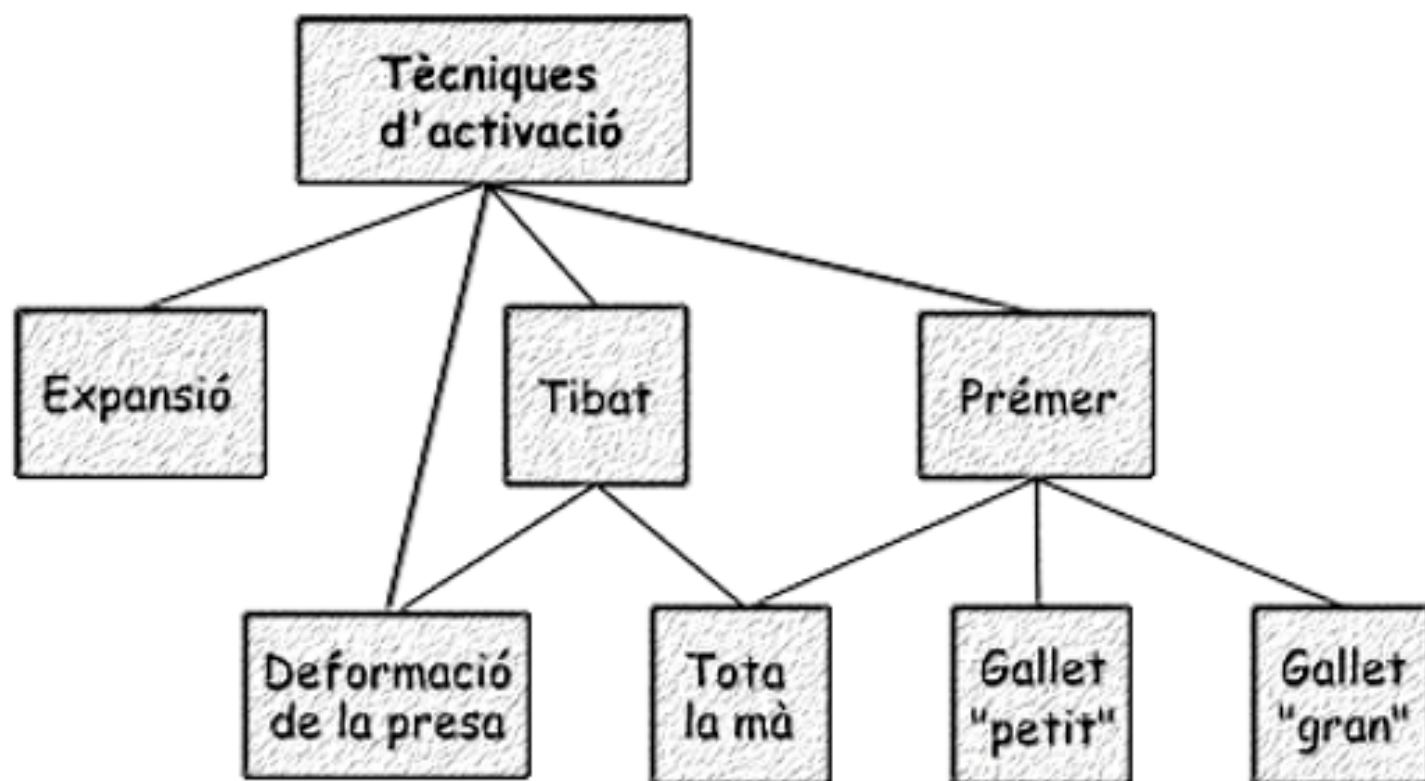 Tècniques
d'activació
Expansió
Tibat
Prémer
Deformació
de la presa
Tota
la mà
Gallet
"petit"
Gallet
"gran"